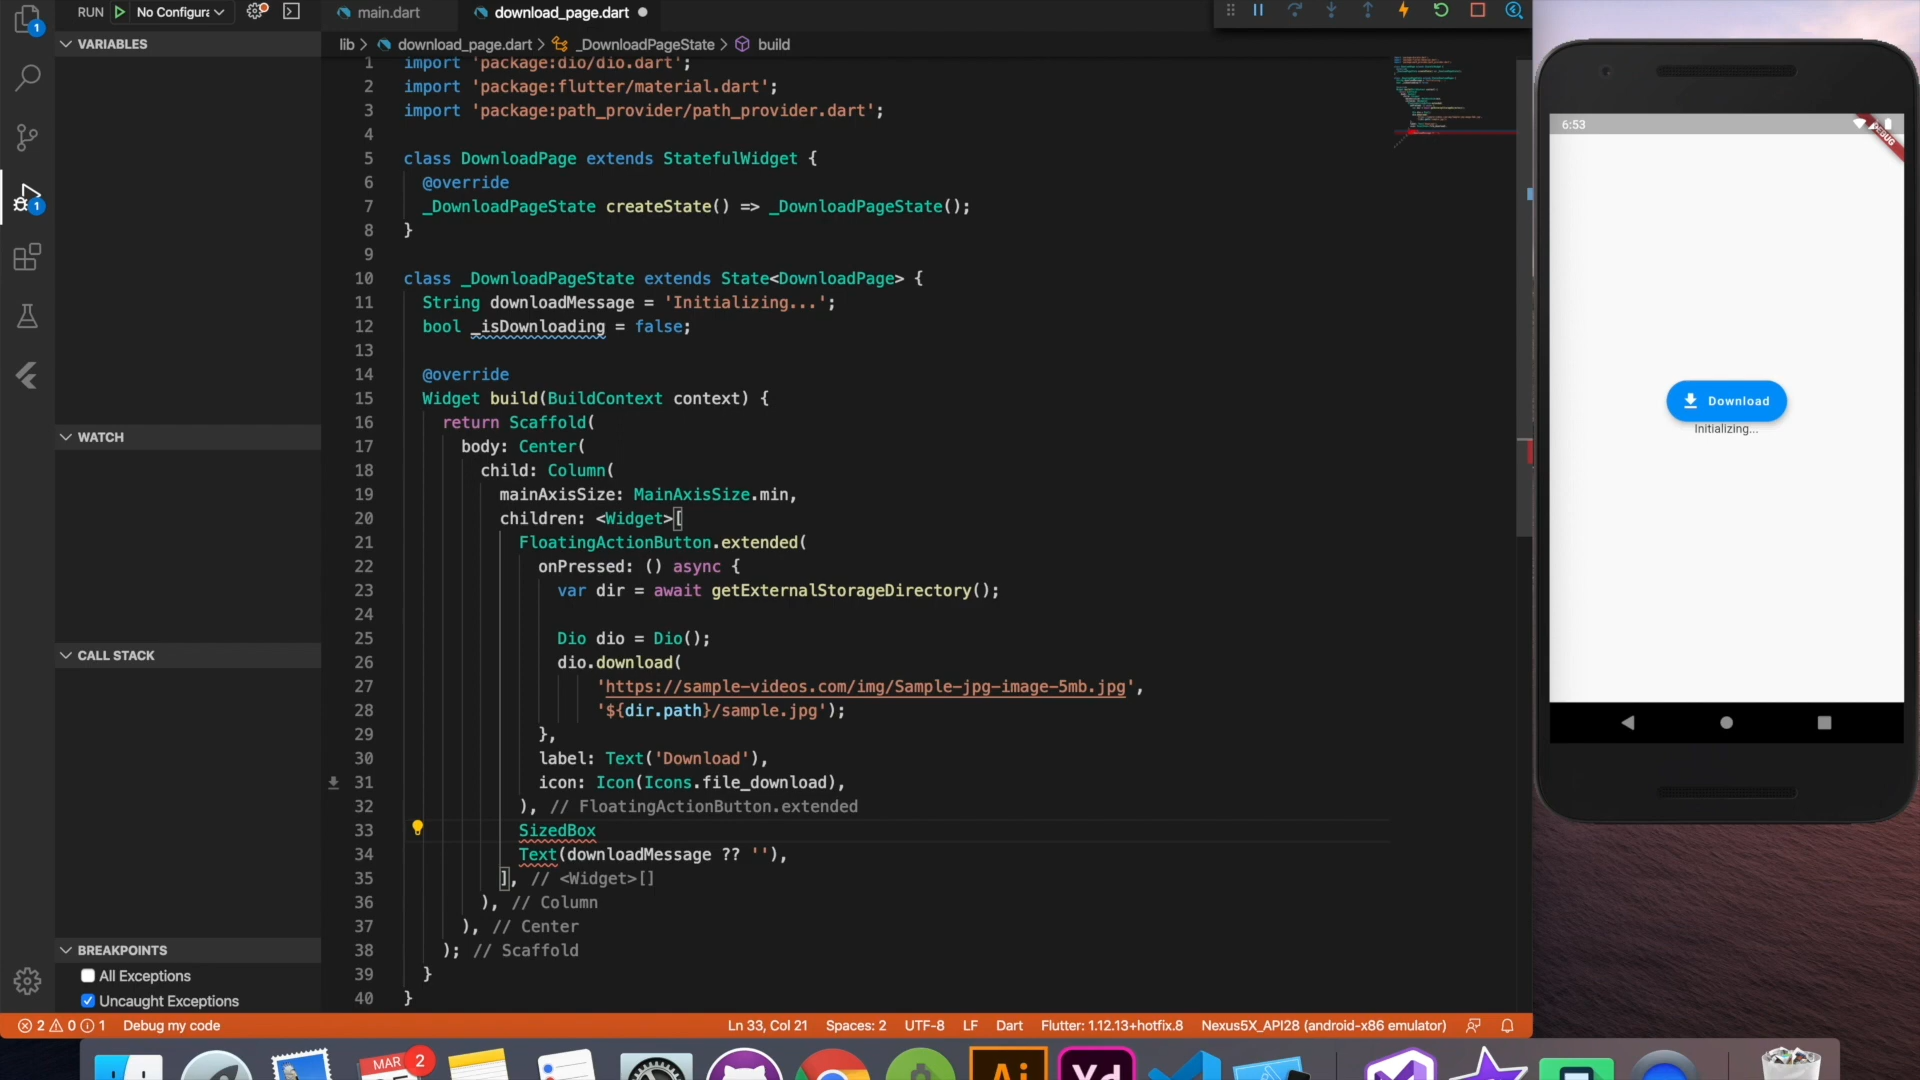 RUN No Configura
main.dart
download_page.dart
VARIABLES
lib > download_page.dart > _DownloadPageState > build
1 import 'package:dio/dio.dart';
2 import 'package:flutter/material.dart';
3 import 'package:path_provider/path_provider.dart';
4
5 class DownloadPage extends StatefulWidget {
6 @override
7 _DownloadPageState createState() => _DownloadPageState();
8 }
9
10 class _DownloadPageState extends State<DownloadPage> {
11 String downloadMessage = 'Initializing...';
12 bool _isDownloading = false;
13
14 @override
15 Widget build(BuildContext context) {
16 return Scaffold(
17 body: Center(
18 child: Column(
19 mainAxisSize: MainAxisSize.min,
20 children: <Widget>[
21 FloatingActionButton.extended(
22 onPressed: () async {
23 var dir = await getExternalStorageDirectory();
24
25 Dio dio = Dio();
26 dio.download(
27 'https://sample-videos.com/img/Sample-jpg-image-5mb.jpg',
28 '${dir.path}/sample.jpg');
29 },
30 label: Text('Download'),
31 icon: Icon(Icons.file_download),
32 ), // FloatingActionButton.extended
33 SizedBox
34 Text(downloadMessage ?? ''),
35 ], // <Widget>[]
36 ), // Column
37 ), // Center
38 ); // Scaffold
39 }
40 }
WATCH
CALL STACK
BREAKPOINTS
All Exceptions
Uncaught Exceptions
1
1
6:53
DEBUG
Download
Initializing...
2 0 1 Debug my code
Ln 33, Col 21 Spaces: 2 UTF-8 LF Dart Flutter: 1.12.13+hotfix.8 Nexus5X_API28 (android-x86 emulator)
MAR 2
Ai
Xd